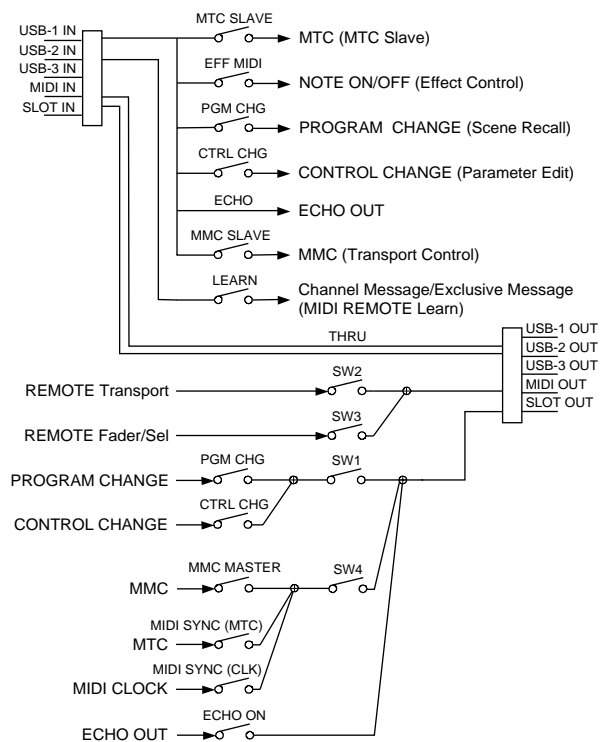 MTC SLAVE
USB-1 IN
USB-2 IN
USB-3 IN
MIDI IN
SLOT IN
MTC (MTC Slave)
EFF MIDI
NOTE ON/OFF (Effect Control)
PGM CHG
PROGRAM CHANGE (Scene Recall)
CTRL CHG
CONTROL CHANGE (Parameter Edit)
ECHO
ECHO OUT
MMC SLAVE
MMC (Transport Control)
LEARN
Channel Message/Exclusive Message
(MIDI REMOTE Learn)
THRU
USB-1 OUT
USB-2 OUT
USB-3 OUT
MIDI OUT
SLOT OUT
SW2
REMOTE Transport
SW3
REMOTE Fader/Sel
PGM CHG
SW1
PROGRAM CHANGE
CTRL CHG
CONTROL CHANGE
MMC MASTER
SW4
MMC
MIDI SYNC (MTC)
MTC
MIDI SYNC (CLK)
MIDI CLOCK
ECHO ON
ECHO OUT